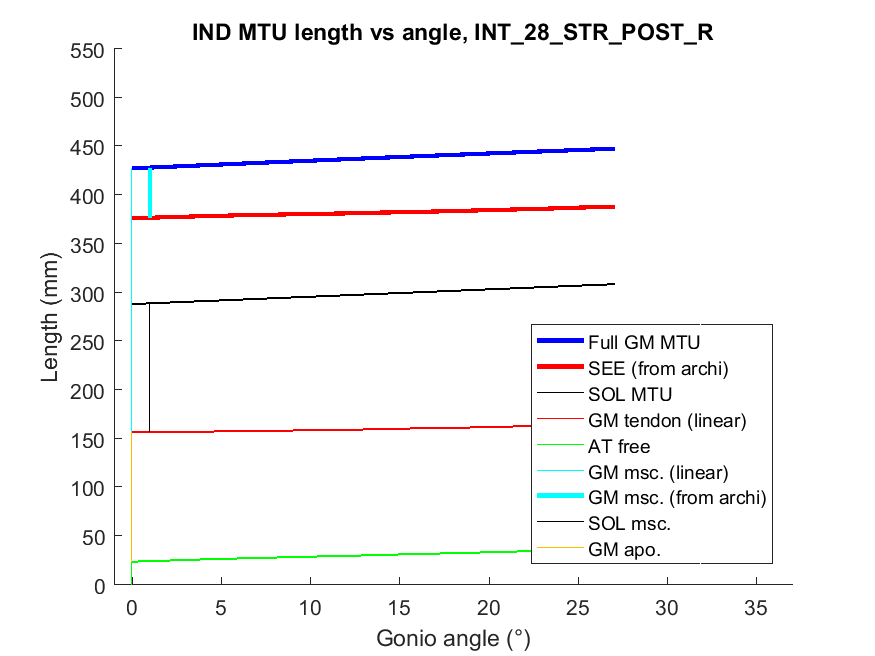 IND MTU length vs angle, INT_28_STR_POST_R
550
500
450
400
350
300
250
200
150
100
50
0
Length (mm)
0 5 10 15 20 25 30 35
Gonio angle (°)
Full GM MTU
SEE (from archi)
SOL MTU
GM tendon (linear)
AT free
GM msc. (linear)
GM msc. (from archi)
SOL msc.
GM apo.